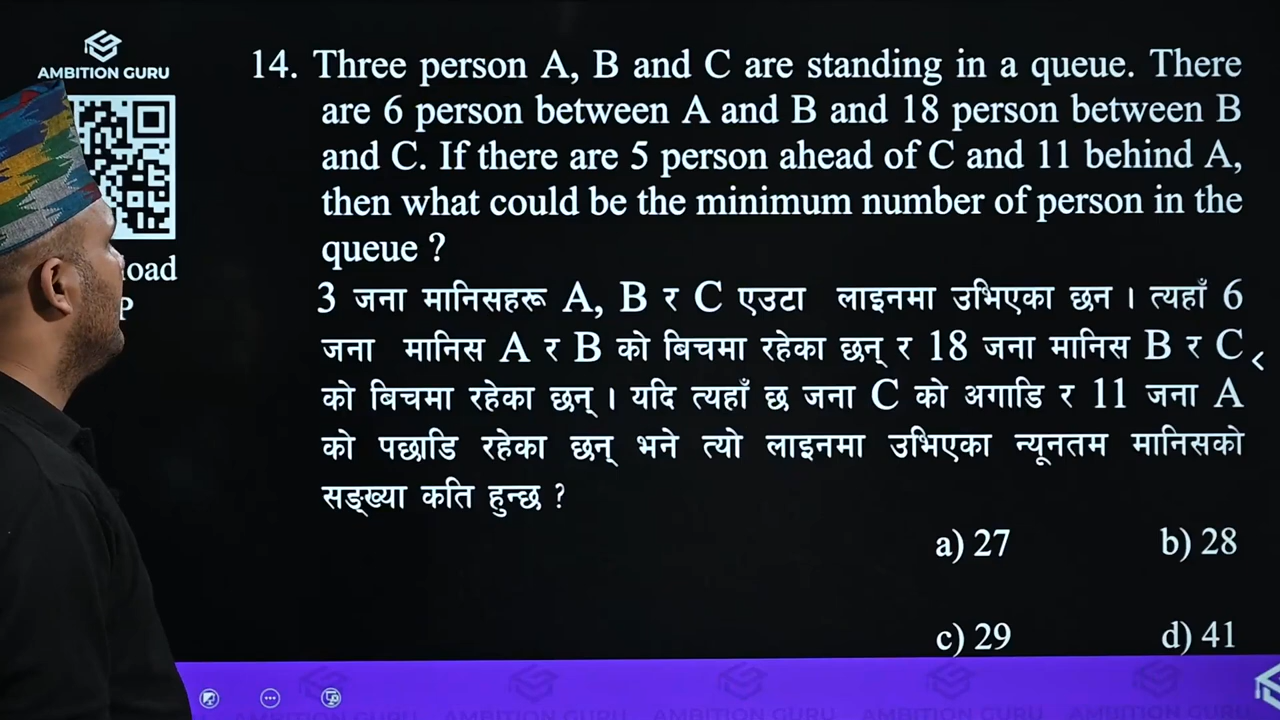 AMBITION GURU
14. Three person A, B and C are standing in a queue. There
are 6 person between A and B and 18 person between B
and C. If there are 5 person ahead of C and 11 behind A,
then what could be the minimum number of person in the
queue ?
3 जना मानिसहरू A, B र C एउटा लाइनमा उभिएका छन । त्यहाँ 6
जना मानिस A र B को बिचमा रहेका छन् र 18 जना मानिस B र C
को बिचमा रहेका छन् । यदि त्यहाँ छ जना C को अगाडि र 11 जना A
को पछाडि रहेका छन् भने त्यो लाइनमा उभिएका न्यूनतम मानिसको
सङ्ख्या कति हुन्छ ?
a) 27 b) 28
c) 29 d) 41